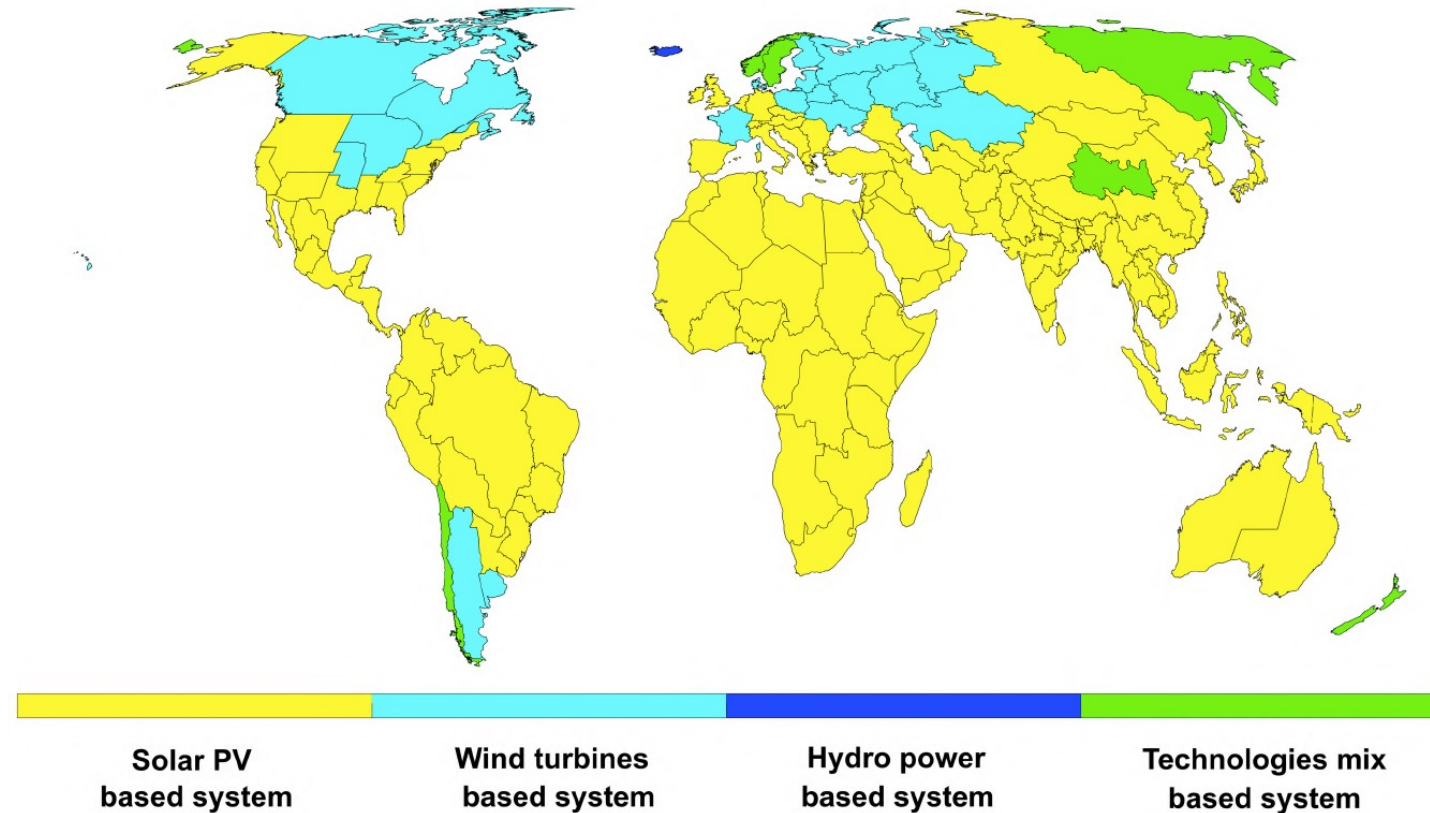 Solar PV
based system
Wind turbines
based system
Hydro power
based system
Technologies mix
based system